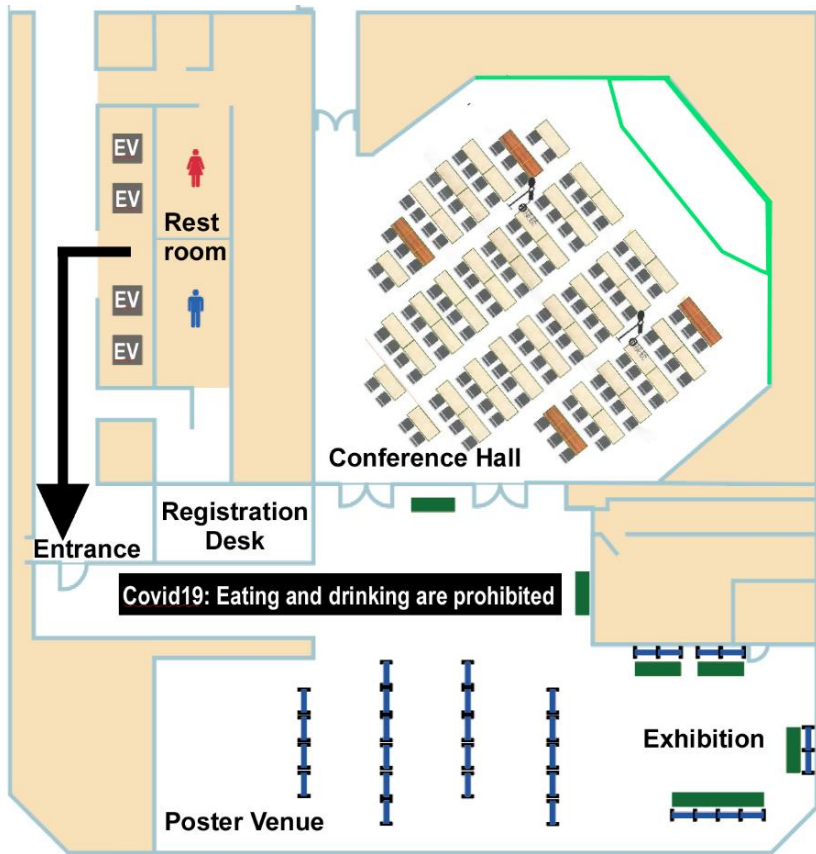 EV
EV
Rest
room
EV
EV
Conference Hall
Registration
Desk
Entrance
Covid19: Eating and drinking are prohibited
Exhibition
Poster Venue